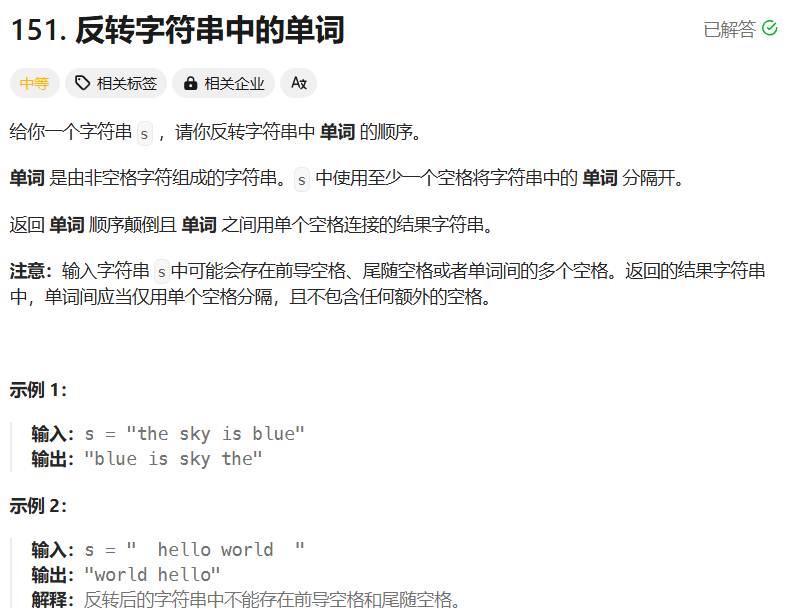 151. 反转字符串中的单词
已解答
中等 相关标签 相关企业 Aあ
给你一个字符串 s ，请你反转字符串中 单词 的顺序。
单词 是由非空格字符组成的字符串。s 中使用至少一个空格将字符串中的 单词 分隔开。
返回 单词 顺序颠倒且 单词 之间用单个空格连接的结果字符串。
注意：输入字符串 s中可能会存在前导空格、尾随空格或者单词间的多个空格。返回的结果字符串
中，单词间应当仅用单个空格分隔，且不包含任何额外的空格。
示例 1：
输入：s = "the sky is blue"
输出："blue is sky the"
示例 2：
输入：s = "  hello world  "
输出："world hello"
解释：反转后的字符串中不能存在前导空格和尾随空格。